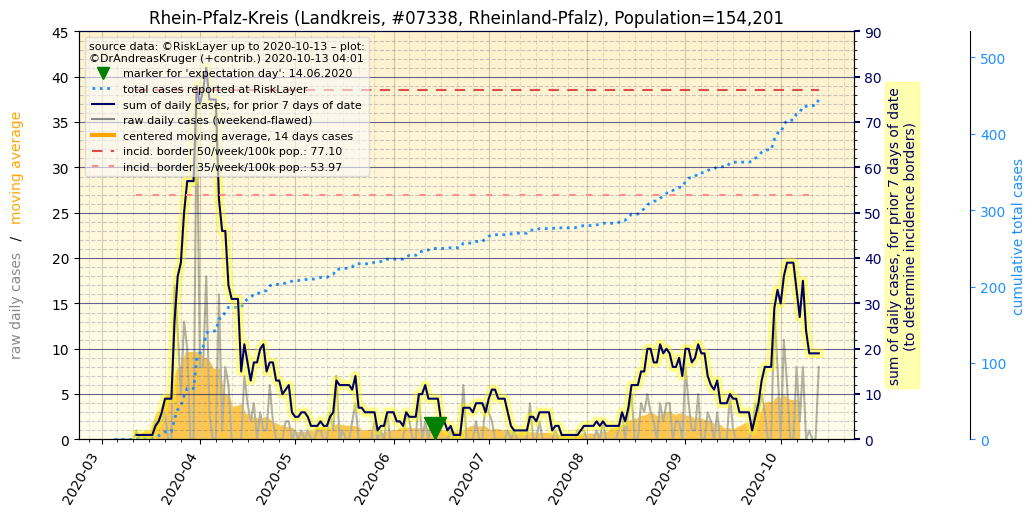 Rhein-Pfalz-Kreis (Landkreis, #07338, Rheinland-Pfalz), Population=154,201
source data: ©RiskLayer up to 2020-10-13 – plot:
©DrAndreasKruger (+contrib.) 2020-10-13 04:01
marker for 'expectation day': 14.06.2020
total cases reported at RiskLayer
sum of daily cases, for prior 7 days of date
raw daily cases (weekend-flawed)
centered moving average, 14 days cases
incid. border 50/week/100k pop.: 77.10
incid. border 35/week/100k pop.: 53.97
raw daily cases / moving average
45
40
35
30
25
20
15
10
5
0
2020-03
2020-04
2020-05
2020-06
2020-07
2020-08
2020-09
2020-10
90
80
70
60
50
40
30
20
10
0
sum of daily cases, for prior 7 days of date
(to determine incidence borders)
500
400
300
200
100
0
cumulative total cases